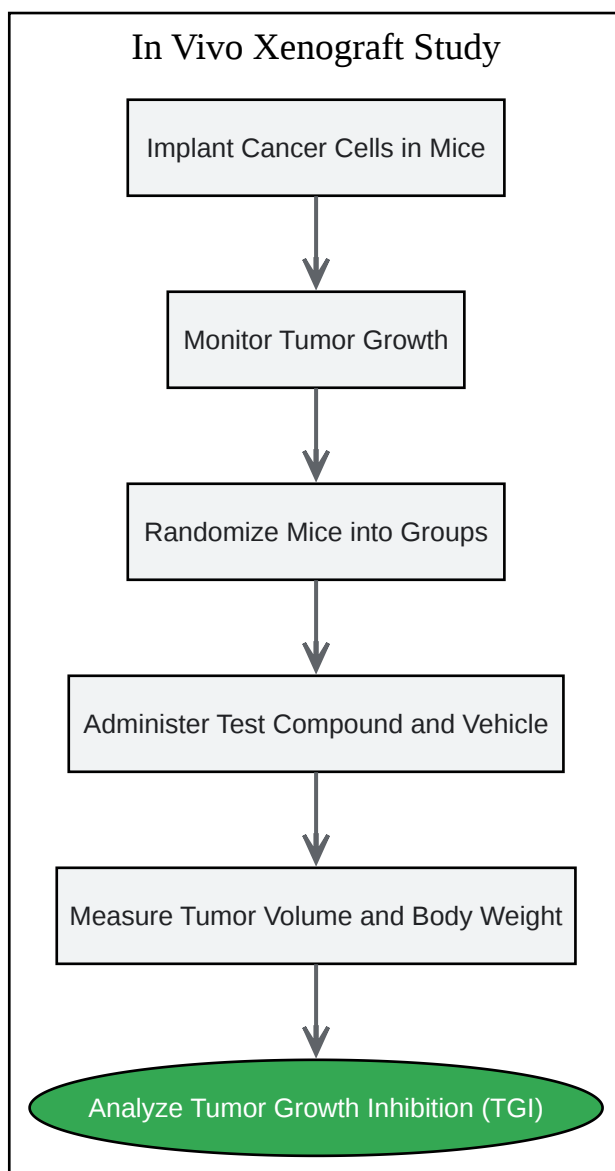 In Vivo Xenograft Study
Implant Cancer Cells in Mice
Monitor Tumor Growth
Randomize Mice into Groups
Administer Test Compound and Vehicle
Measure Tumor Volume and Body Weight
Analyze Tumor Growth Inhibition (TGI)